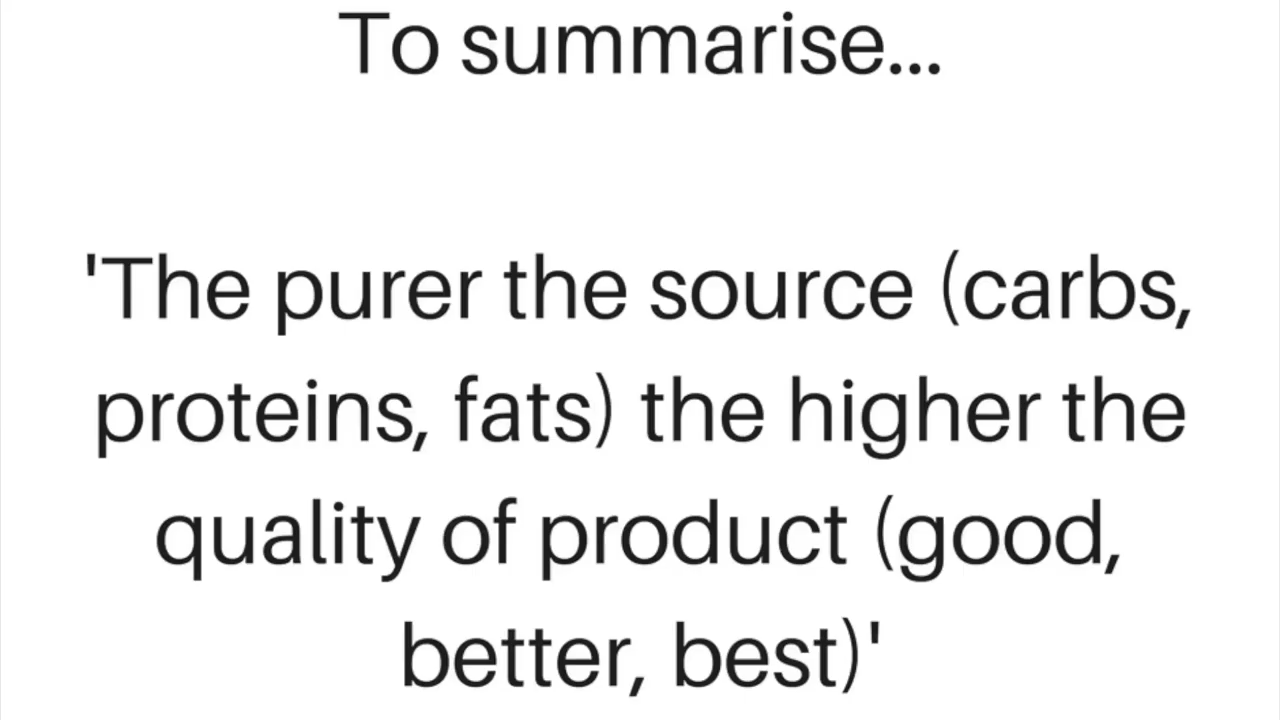 To summarise...
'The purer the source (carbs,
proteins, fats) the higher the
quality of product (good,
better, best)'